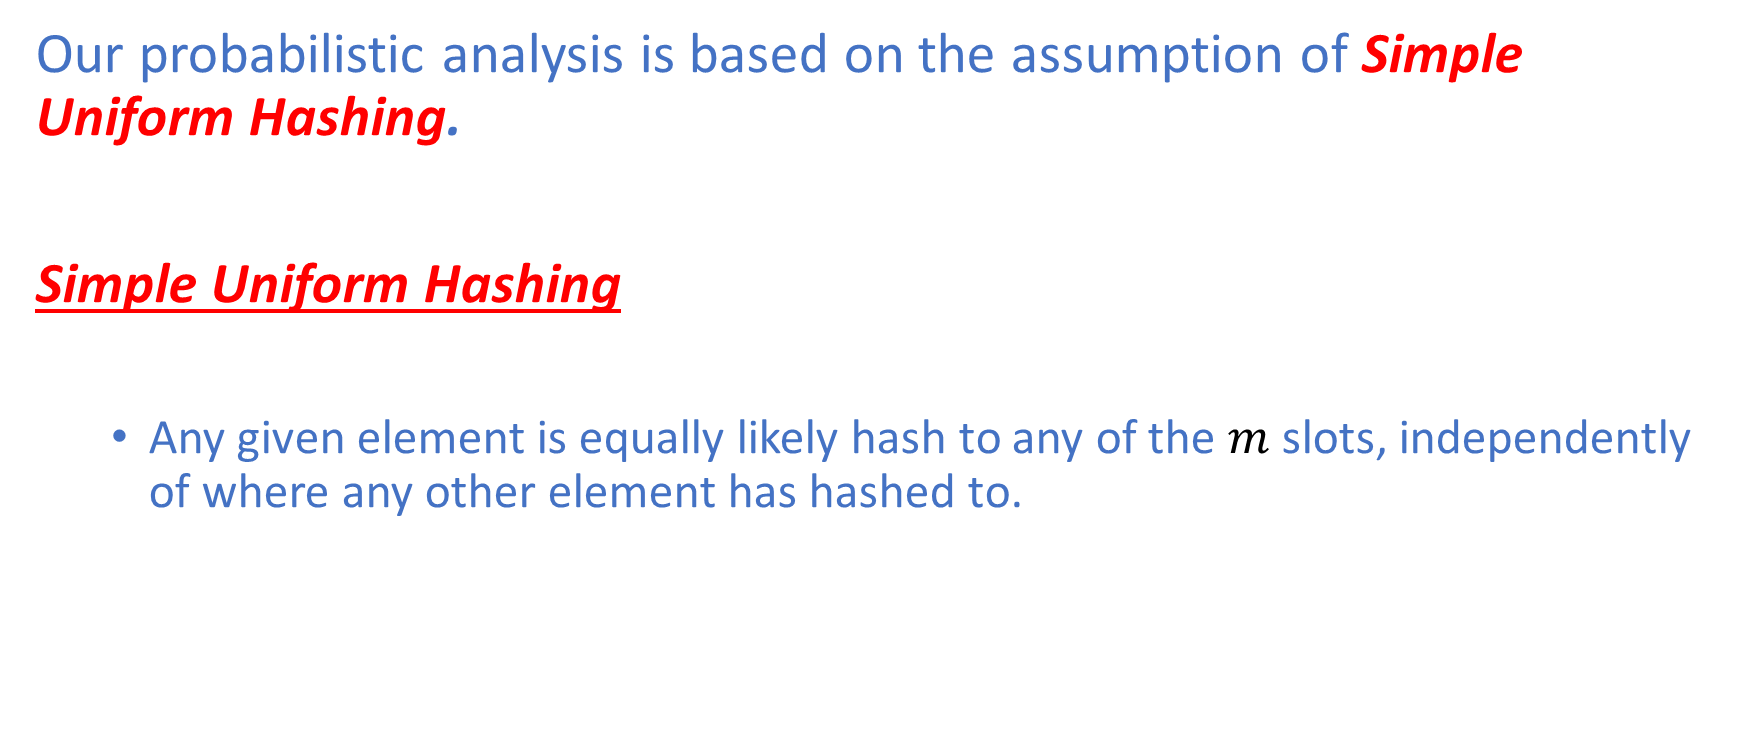 Our probabilistic analysis is based on the assumption of Simple
Uniform Hashing.
Simple Uniform Hashing
• Any given element is equally likely hash to any of the m slots, independently
of where any other element has hashed to.